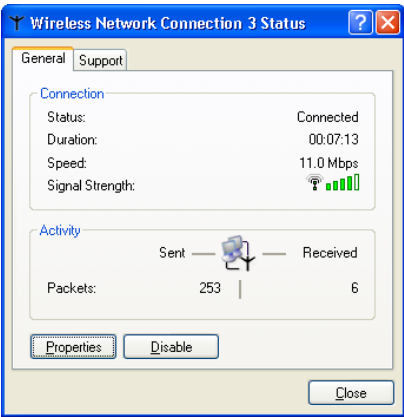 Wireless Network Connection 3 Status
General Support
Connection
Status: Connected
Duration: 00:07:13
Speed: 11.0 Mbps
Signal Strength:
Activity
Sent Received
Packets: 253 6
Properties Disable
Close